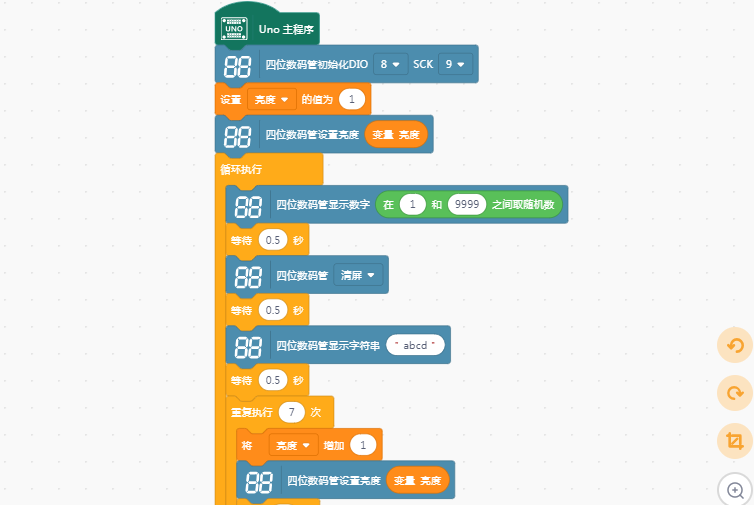 UNO Uno 主程序
四位数码管初始化DIO 8 SCK 9
设置 亮度 的值为 1
四位数码管设置亮度 变量 亮度
循环执行
四位数码管显示数字 在 1 和 9999 之间取随机数
等待 0.5 秒
四位数码管 清屏
等待 0.5 秒
四位数码管显示字符串 " abcd "
等待 0.5 秒
重复执行 7 次
将 亮度 增加 1
四位数码管设置亮度 变量 亮度